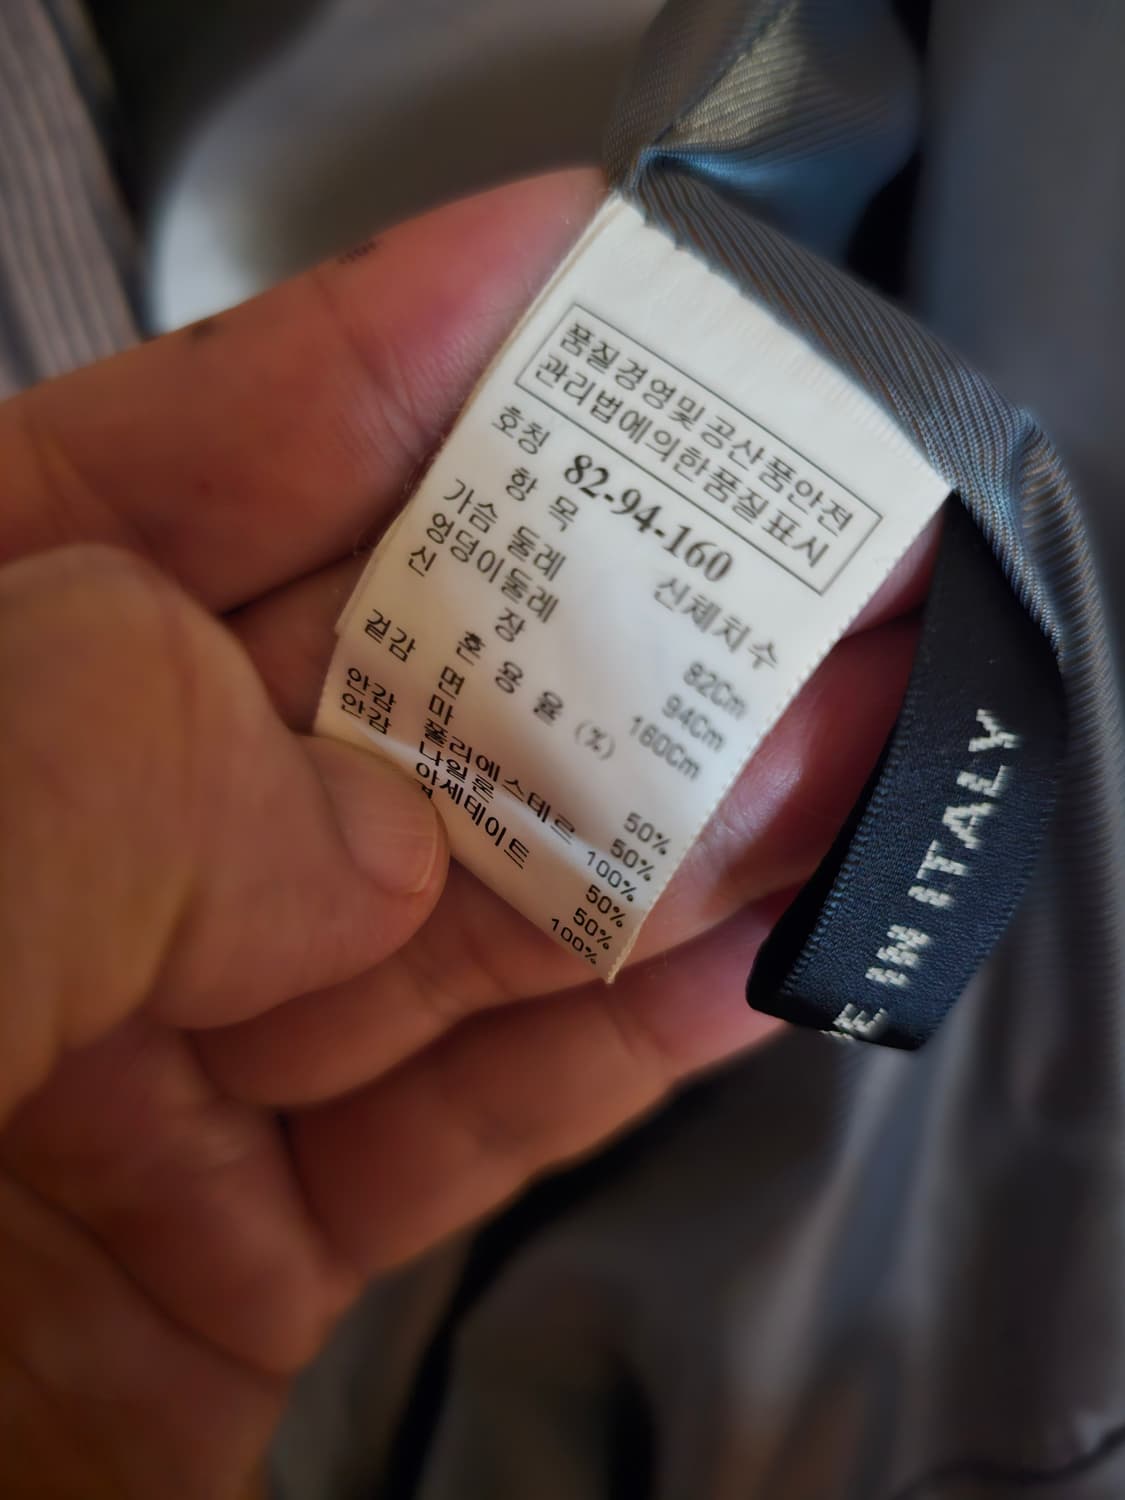 품질경영및공산품안전
관리법에의한품질표시
호칭 82-94-160
항 목 신체치수
가슴 둘레 82Cm
엉덩이둘레 94Cm
신 장 160Cm
혼 용 율 (%)
겉감 면 50%
마 50%
안감 폴리에스테르 100%
안감 나일론 50%
아세테이트 50%
100%
E IN ITALY